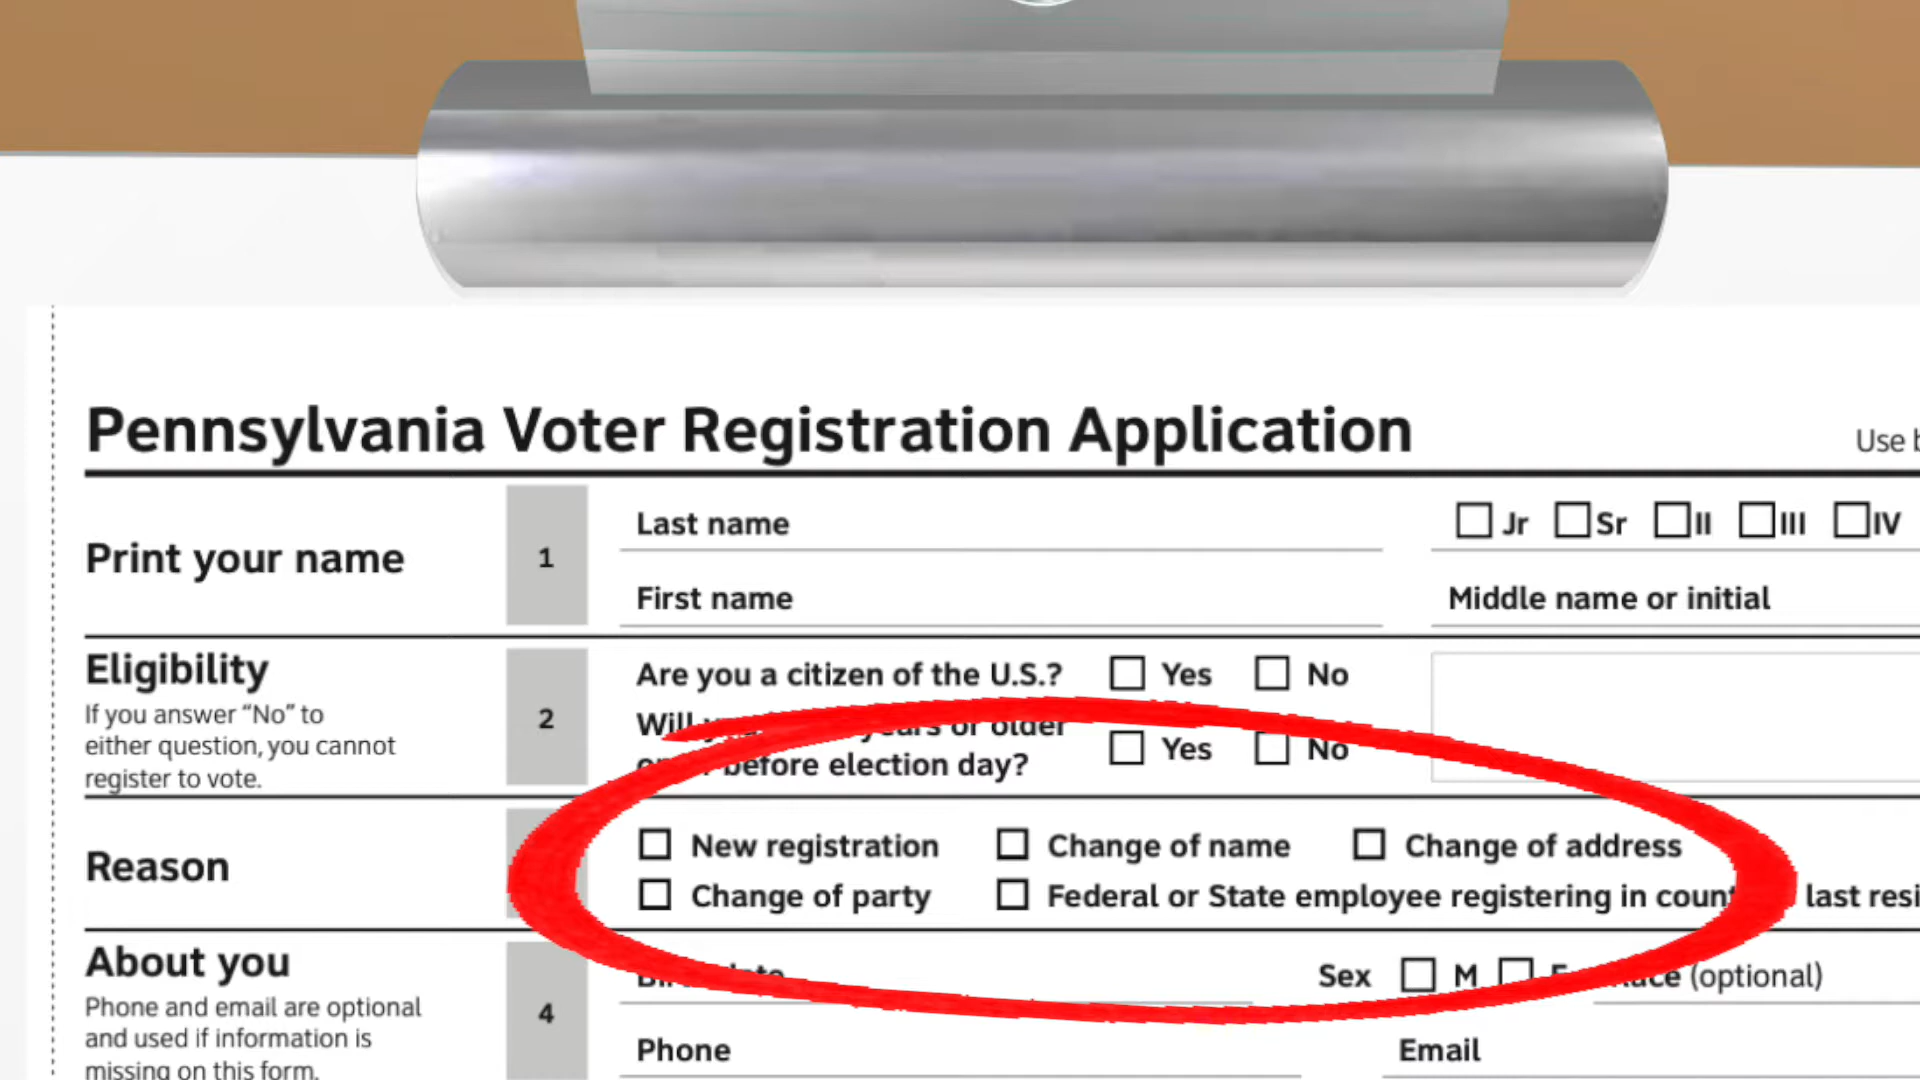 Pennsylvania Voter Registration Application
Use
Print your name
1
Last name
Jr Sr II III IV
First name
Middle name or initial
Eligibility
If you answer “No” to
either question, you cannot
register to vote.
2
Are you a citizen of the U.S.? Yes No
or older
before election day? Yes No
Reason
New registration Change of name Change of address
Change of party Federal or State employee registering in last
About you
Phone and email are optional
and used if information is
missing on this form.
4
Sex M (optional)
Phone
Email